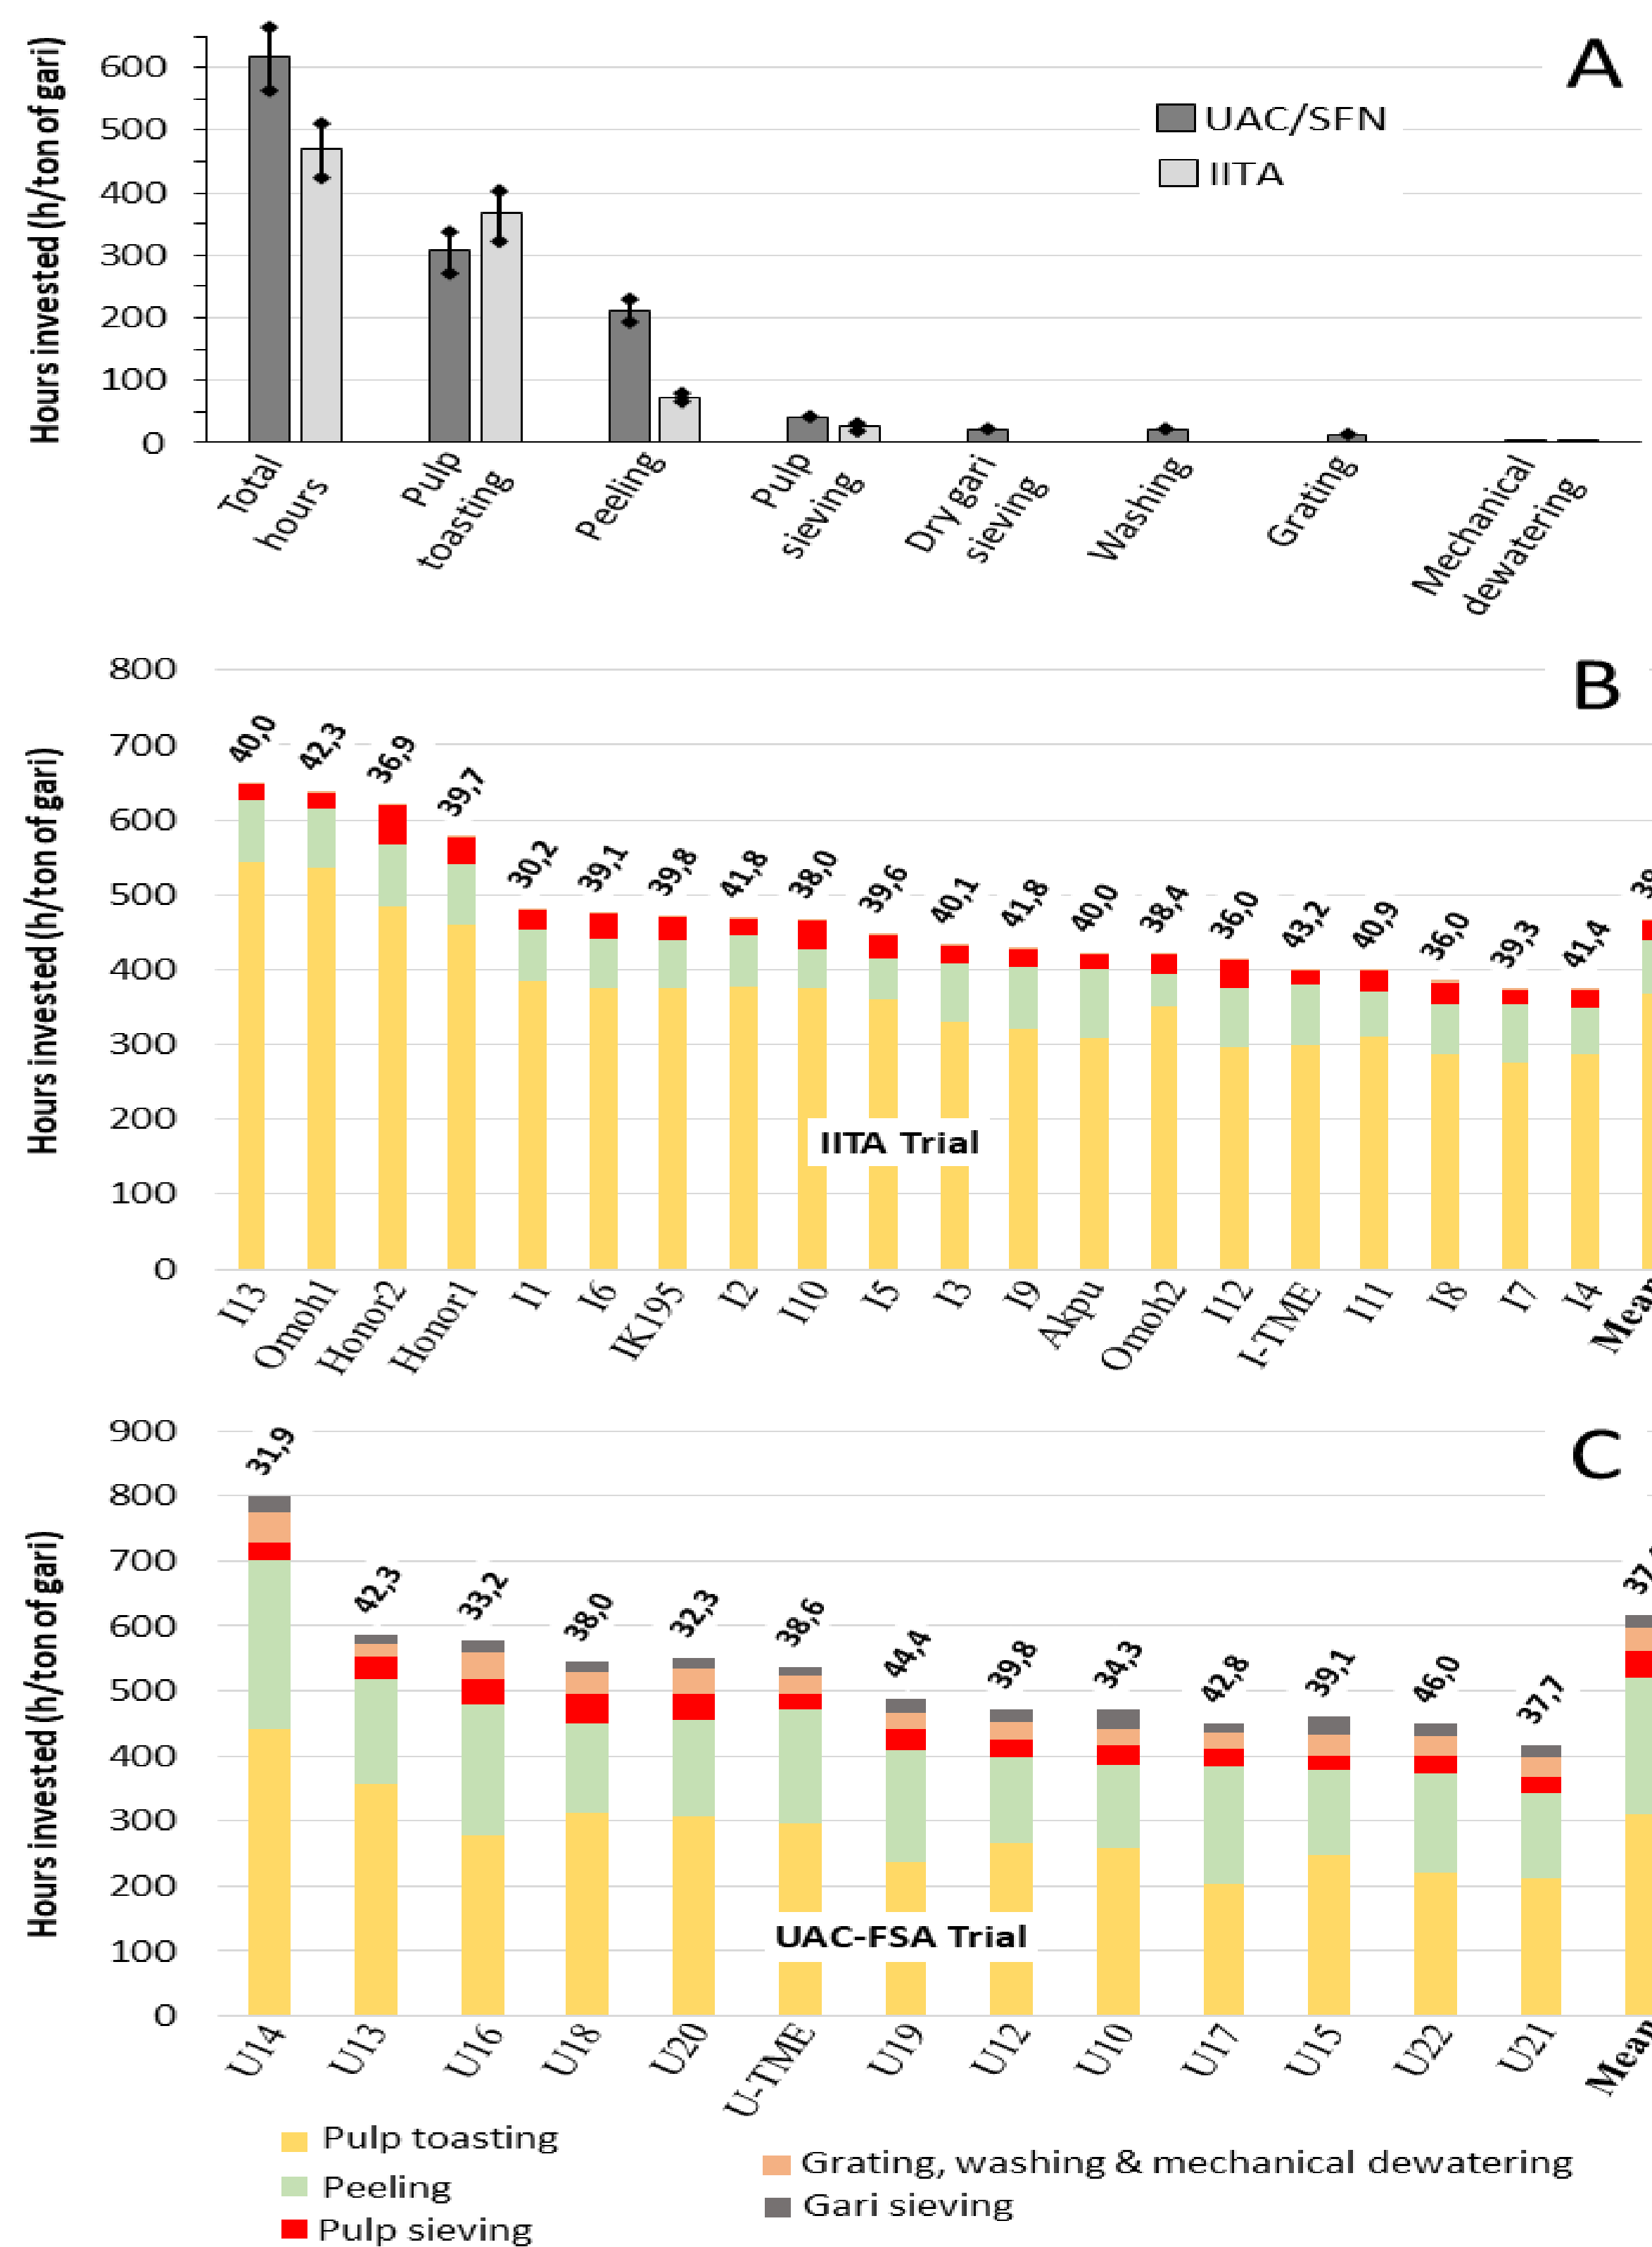 A
Hours invested (h/ton of gari)
600
500
400
300
200
100
0
UAC/SFN
IITA
Total hours
Pulp toasting
Peeling
Pulp sieving
Dry gari sieving
Washing
Grating
Mechanical dewatering
B
Hours invested (h/ton of gari)
800
700
600
500
400
300
200
100
0
40,0
42,3
36,9
39,7
30,2
39,1
39,8
41,8
38,0
39,6
40,1
41,8
40,0
38,4
36,0
43,2
40,9
36,0
39,3
41,4
39
IITA Trial
I13
Omoh1
Honor2
Honor1
I1
I6
IK195
I2
I10
I5
I3
I9
Akpu
Omoh2
I12
I-TME
I11
I8
I7
I4
Mean
C
Hours invested (h/ton of gari)
900
800
700
600
500
400
300
200
100
0
31,9
42,3
33,2
38,0
32,3
38,6
44,4
39,8
34,3
42,8
39,1
46,0
37,7
37,
UAC-FSA Trial
U14
U13
U16
U18
U20
U-TME
U19
U12
U10
U17
U15
U22
U21
Mean
Pulp toasting
Peeling
Pulp sieving
Grating, washing & mechanical dewatering
Gari sieving